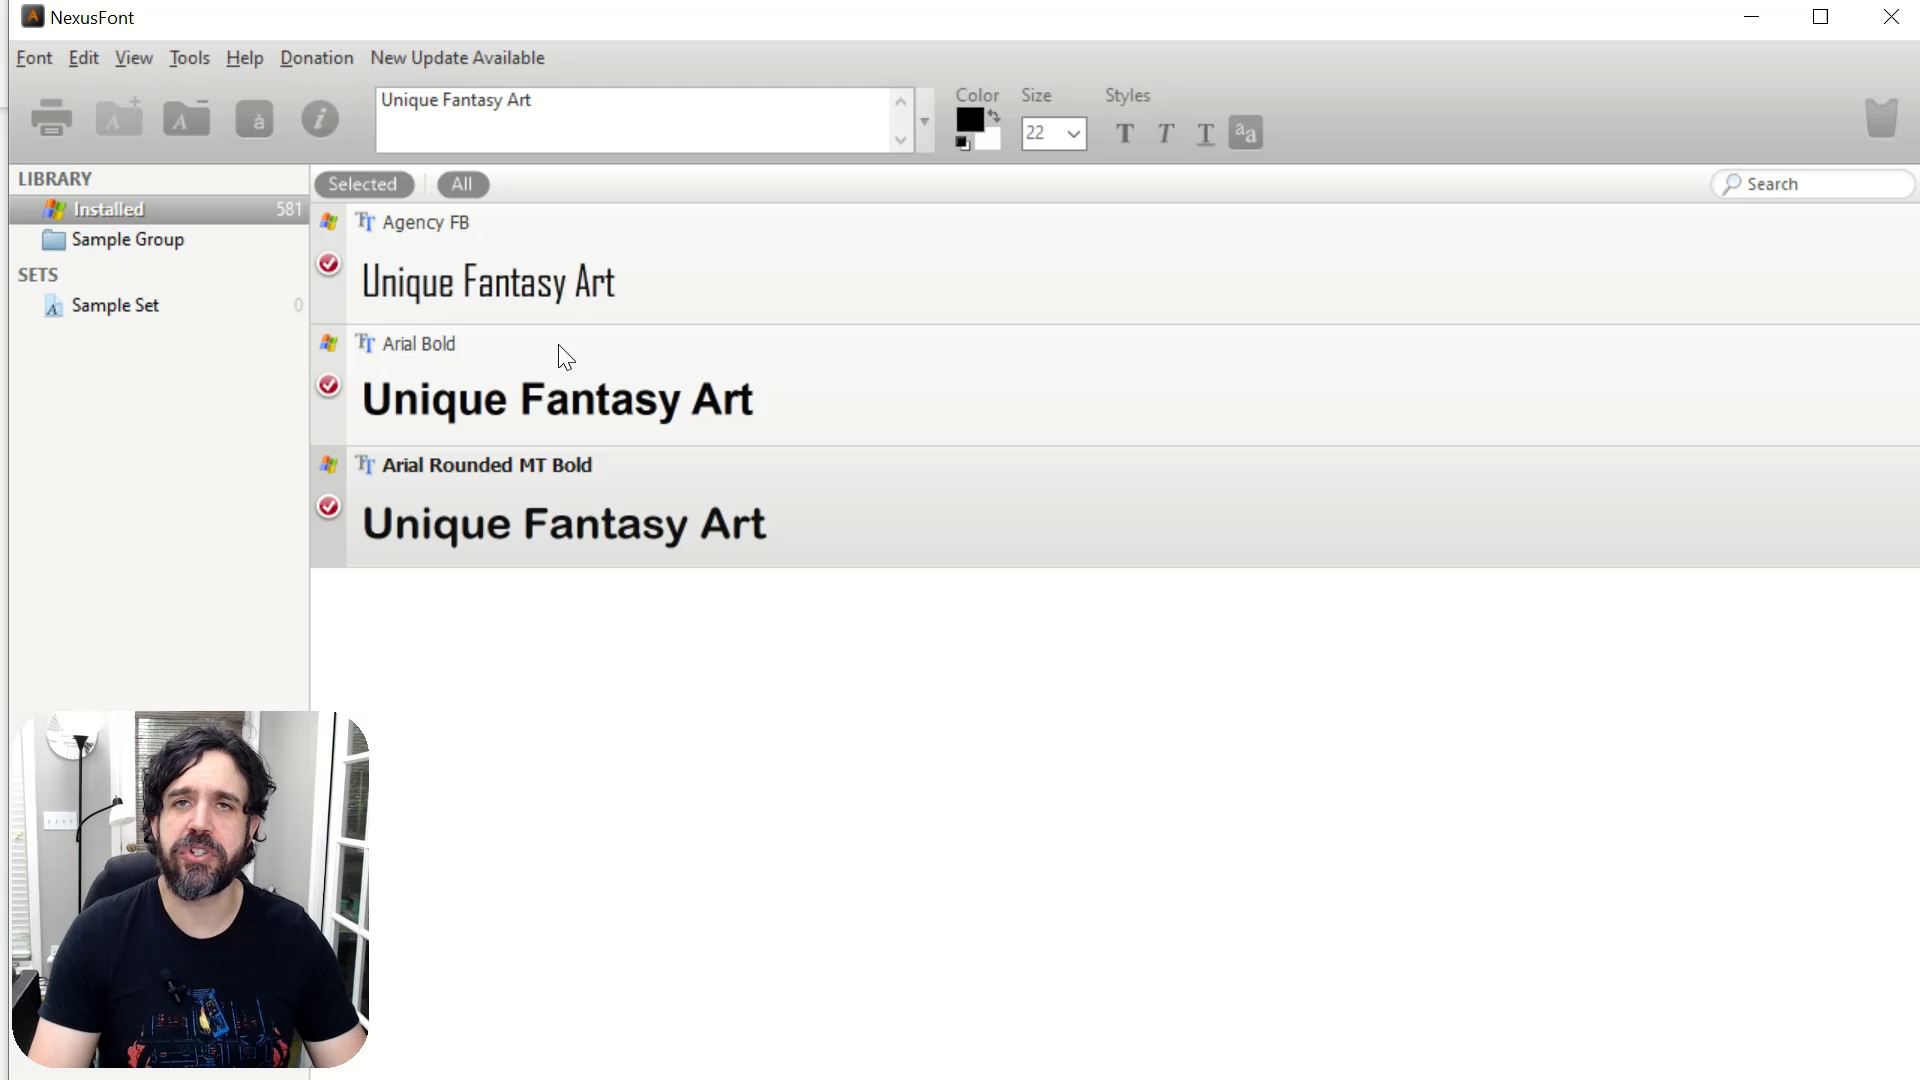 NexusFont
Font Edit View Tools Help Donation New Update Available
Unique Fantasy Art
Color Size Styles
22
LIBRARY
Selected All Search
Installed 581
Sample Group
SETS
Sample Set 0
Agency FB
Unique Fantasy Art
Arial Bold
Unique Fantasy Art
Arial Rounded MT Bold
Unique Fantasy Art